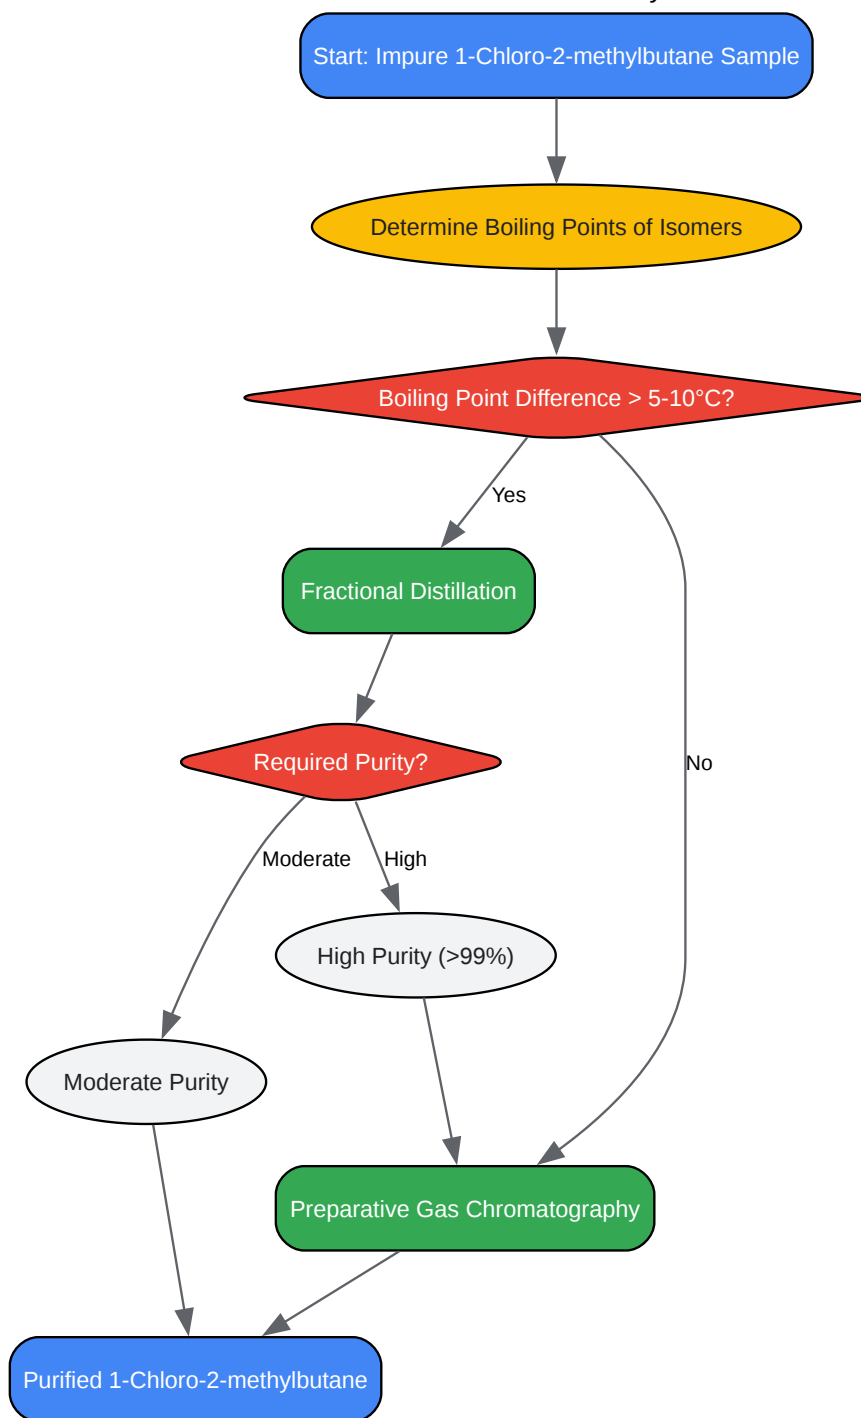 Start: Impure 1-Chloro-2-methylbutane Sample
Determine Boiling Points of Isomers
Boiling Point Difference > 5-10°C?
Yes
Fractional Distillation
Required Purity?
No
Moderate
High
High Purity (>99%)
Moderate Purity
Preparative Gas Chromatography
Purified 1-Chloro-2-methylbutane